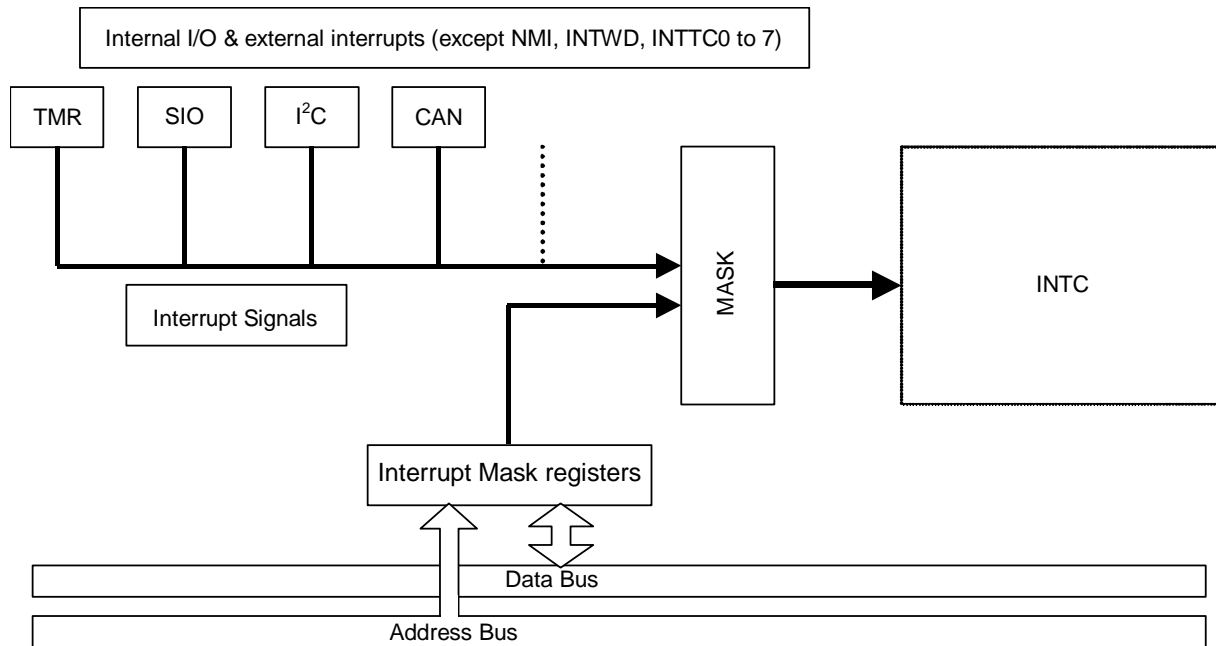 Internal I/O & external interrupts (except NMI, INTWD, INTTC0 to 7)
TMR
SIO
I²C
CAN
MASK
INTC
Interrupt Signals
Interrupt Mask registers
Data Bus
Address Bus